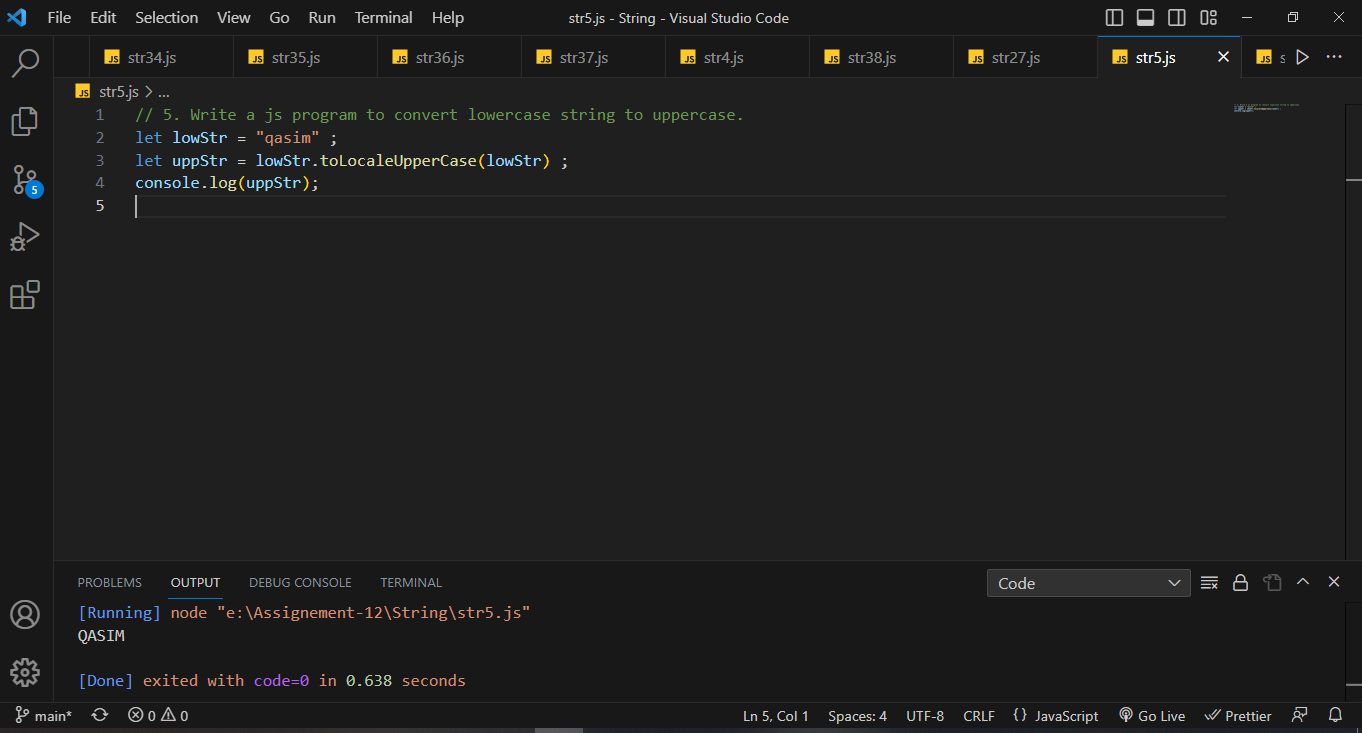 File Edit Selection View Go Run Terminal Help str5.js - String - Visual Studio Code
JS str34.js JS str35.js JS str36.js JS str37.js JS str4.js JS str38.js JS str27.js JS str5.js JS s
JS str5.js > ...
1 // 5. Write a js program to convert lowercase string to uppercase.
2 let lowStr = "qasim" ;
3 let uppStr = lowStr.toLocaleUpperCase(lowStr) ;
4 console.log(uppStr);
5
5
PROBLEMS OUTPUT DEBUG CONSOLE TERMINAL Code
[Running] node "e:\Assignement-12\String\str5.js"
QASIM
[Done] exited with code=0 in 0.638 seconds
main* 0 0 Ln 5, Col 1 Spaces: 4 UTF-8 CRLF {} JavaScript Go Live Prettier